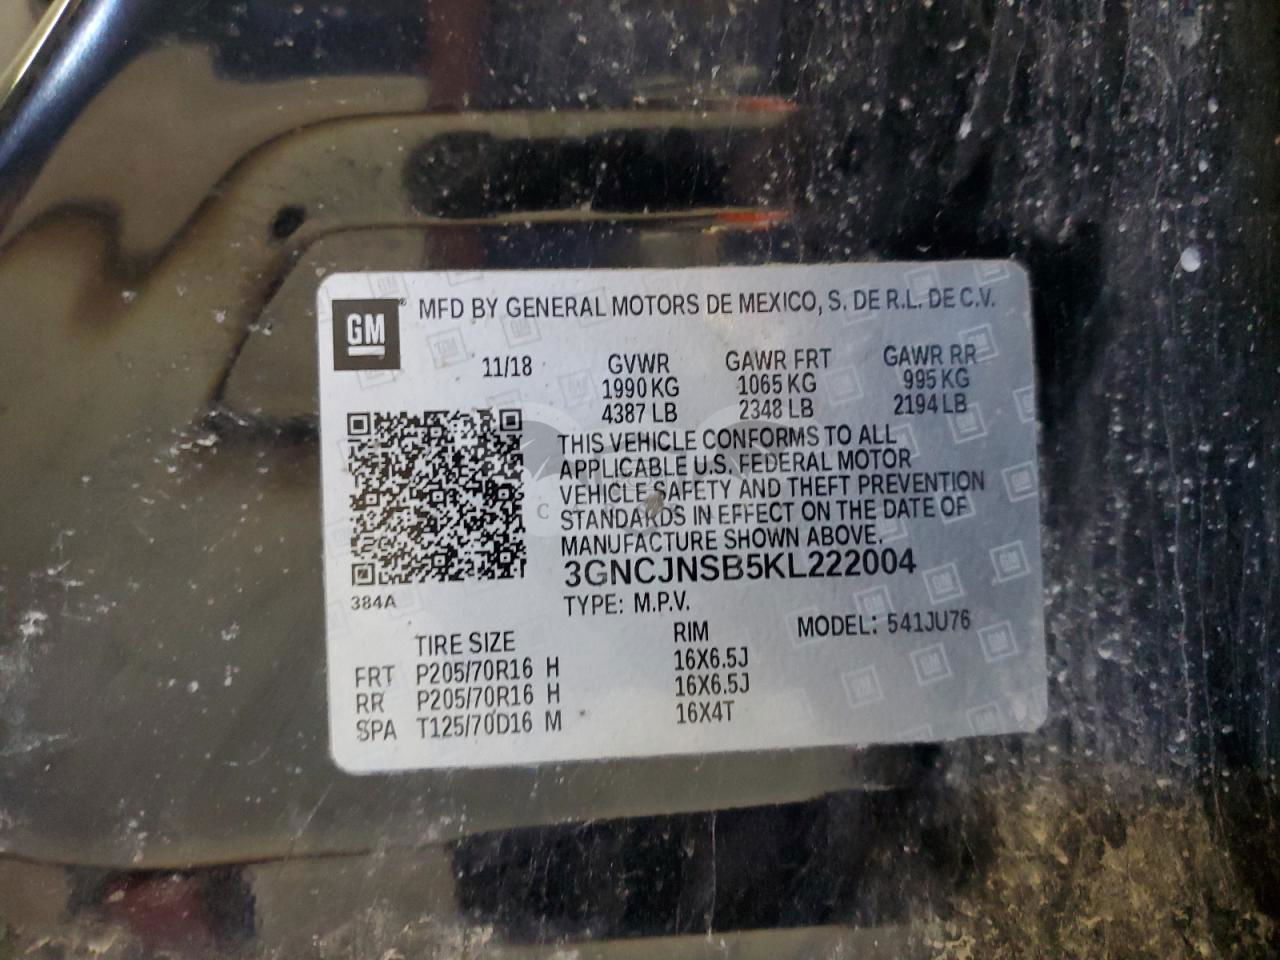 GM ®
MFD BY GENERAL MOTORS DE MEXICO, S. DE R.L. DE C.V.
11/18 GVWR GAWR FRT GAWR RR
1990 KG 1065 KG 995 KG
4387 LB 2348 LB 2194 LB
THIS VEHICLE CONFORMS TO ALL
APPLICABLE U.S. FEDERAL MOTOR
VEHICLE SAFETY AND THEFT PREVENTION
STANDARDS IN EFFECT ON THE DATE OF
MANUFACTURE SHOWN ABOVE.
3GNCJNSB5KL222004
384A
TYPE: M.P.V. MODEL: 541JU76
TIRE SIZE RIM
FRT P205/70R16 H 16X6.5J
RR P205/70R16 H 16X6.5J
SPA T125/70D16 M 16X4T